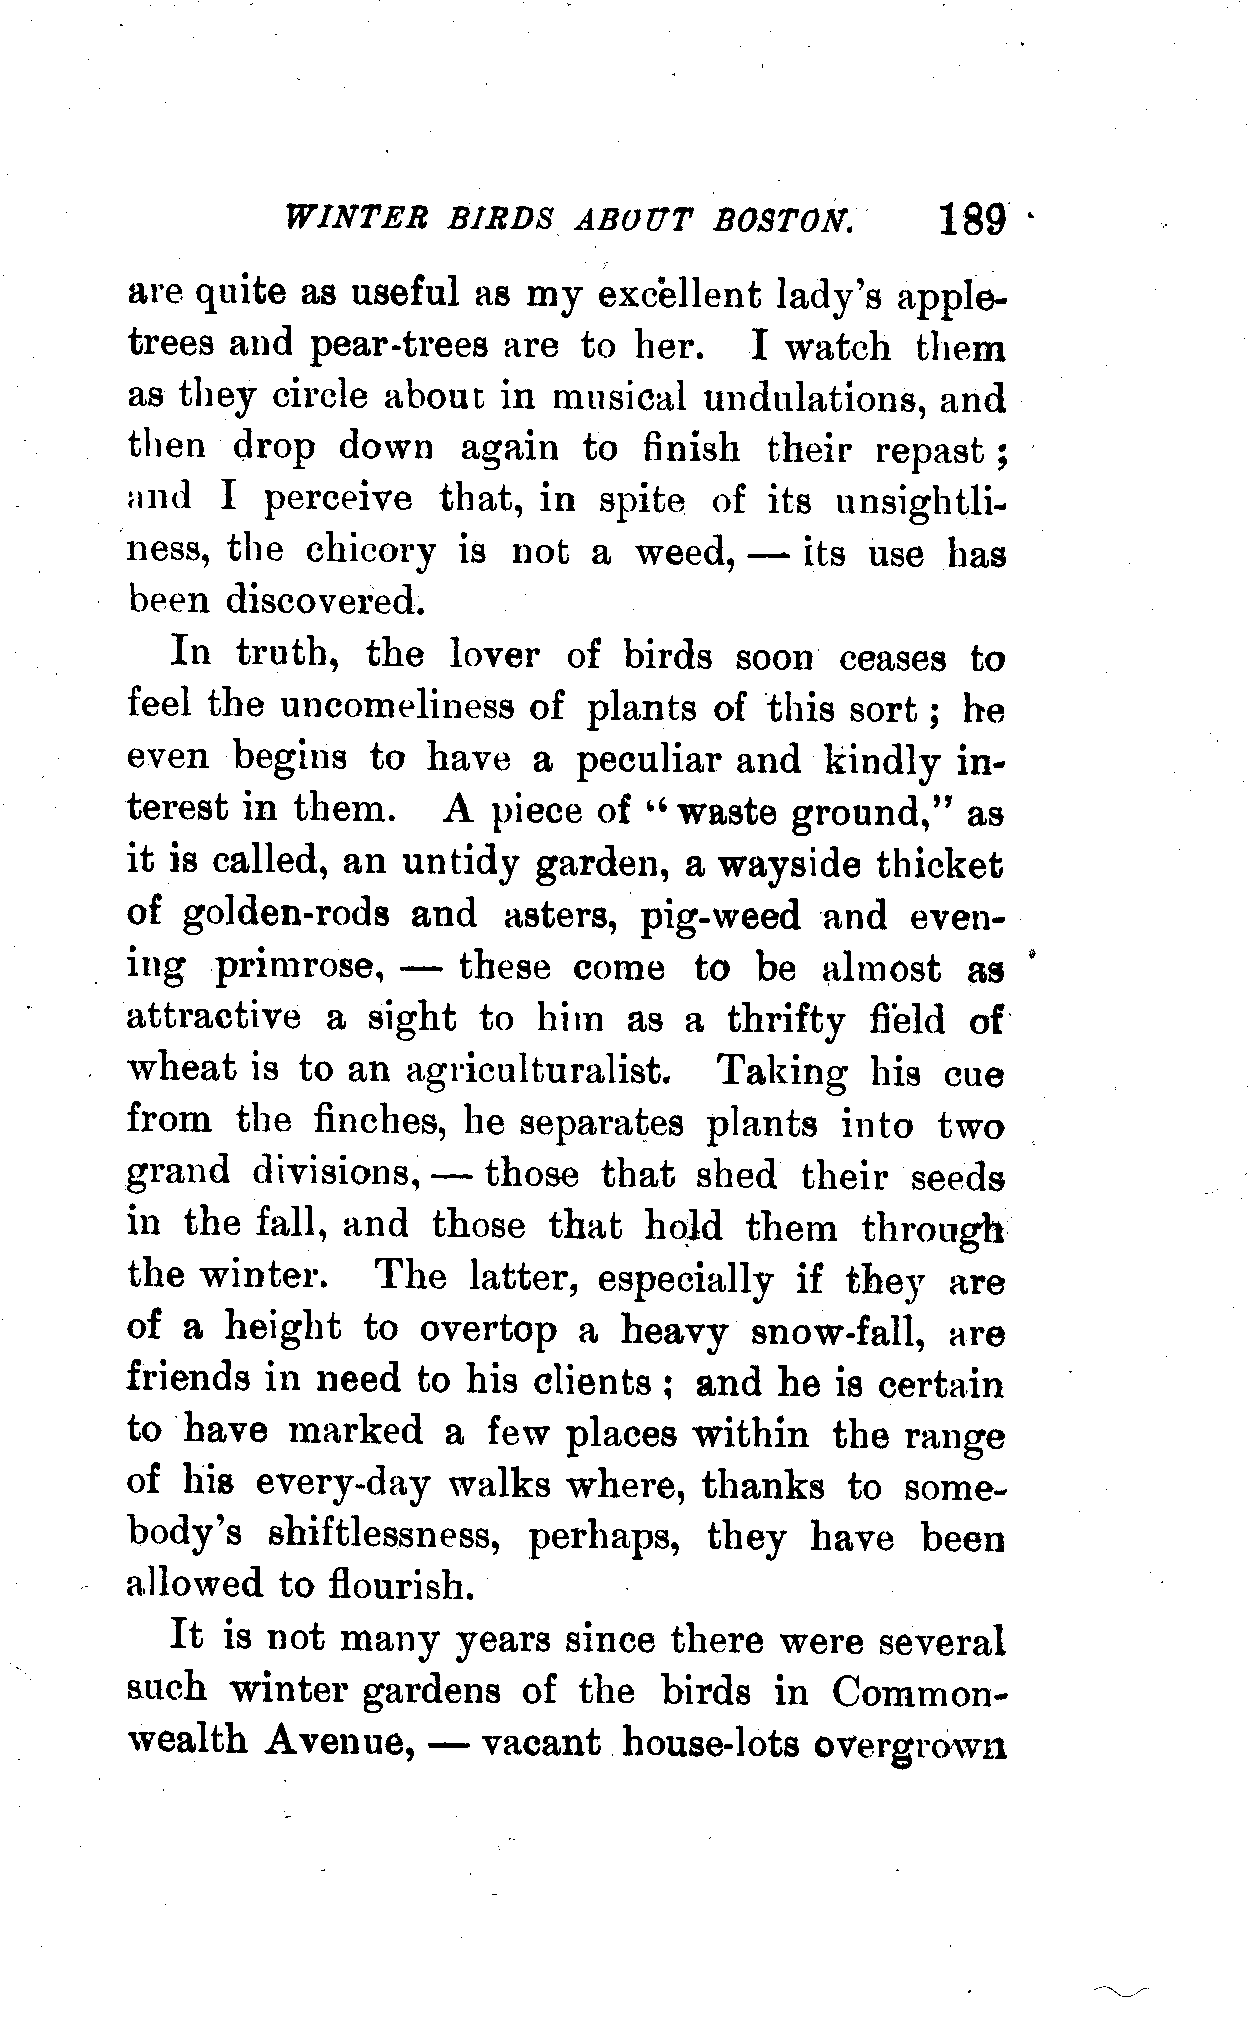 WINTER BIRDS ABOUT BOSTON. 189
are quite as useful as my excellent lady's apple-
trees and pear-trees are to her. I watch them
as they circle about in musical undulations, and
then drop down again to finish their repast ;
and I perceive that, in spite of its unsightli-
ness, the chicory is not a weed, — its use has
been discovered.
In truth, the lover of birds soon ceases to
feel the uncomeliness of plants of this sort ; he
even begins to have a peculiar and kindly in-
terest in them. A piece of “ waste ground,” as
it is called, an untidy garden, a wayside thicket
of golden-rods and asters, pig-weed and even-
ing primrose, — these come to be almost as
attractive a sight to him as a thrifty field of
wheat is to an agriculturalist. Taking his cue
from the finches, he separates plants into two
grand divisions, — those that shed their seeds
in the fall, and those that hold them through
the winter. The latter, especially if they are
of a height to overtop a heavy snow-fall, are
friends in need to his clients ; and he is certain
to have marked a few places within the range
of his every-day walks where, thanks to some-
body's shiftlessness, perhaps, they have been
allowed to flourish.
It is not many years since there were several
such winter gardens of the birds in Common-
wealth Avenue, — vacant house-lots overgrown